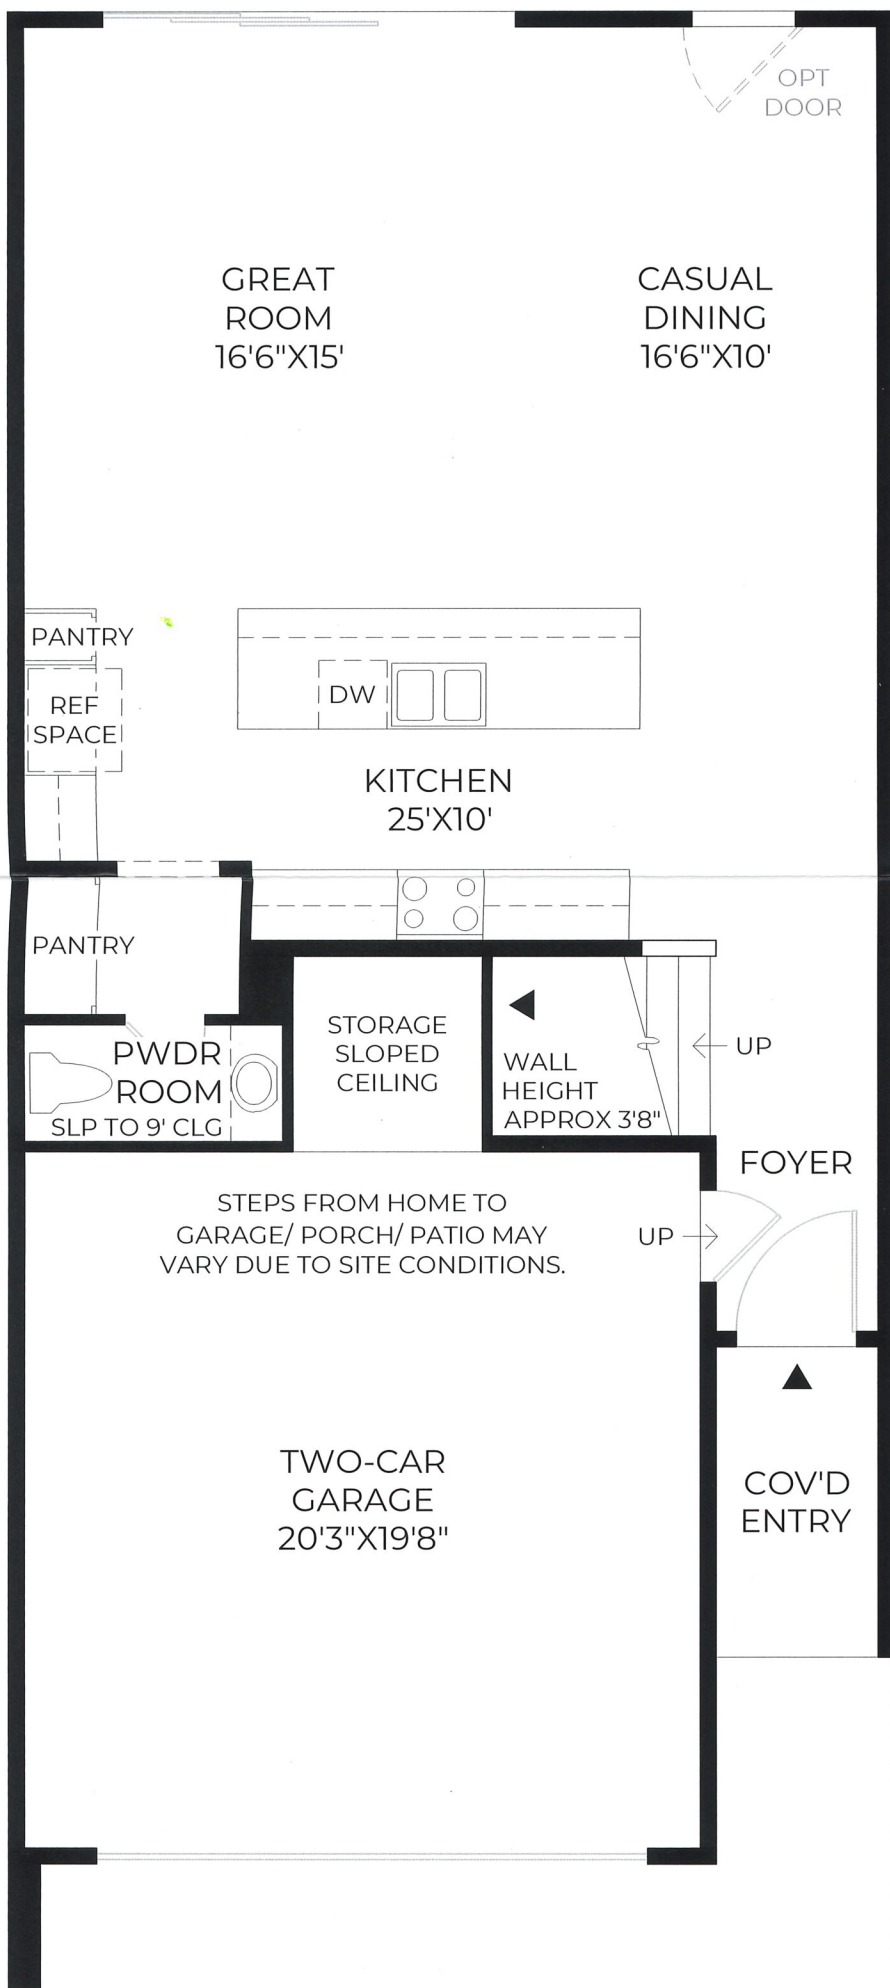 OPT
DOOR
GREAT
ROOM
16'6"X15'
CASUAL
DINING
16'6"X10'
PANTRY
REF
SPACE
DW
KITCHEN
25'X10'
PANTRY
STORAGE
SLOPED
CEILING
WALL
HEIGHT
APPROX 3'8"
UP
PWDR
ROOM
SLP TO 9' CLG
FOYER
STEPS FROM HOME TO
GARAGE/ PORCH/ PATIO MAY
VARY DUE TO SITE CONDITIONS.
UP
TWO-CAR
GARAGE
20'3"X19'8"
COV'D
ENTRY